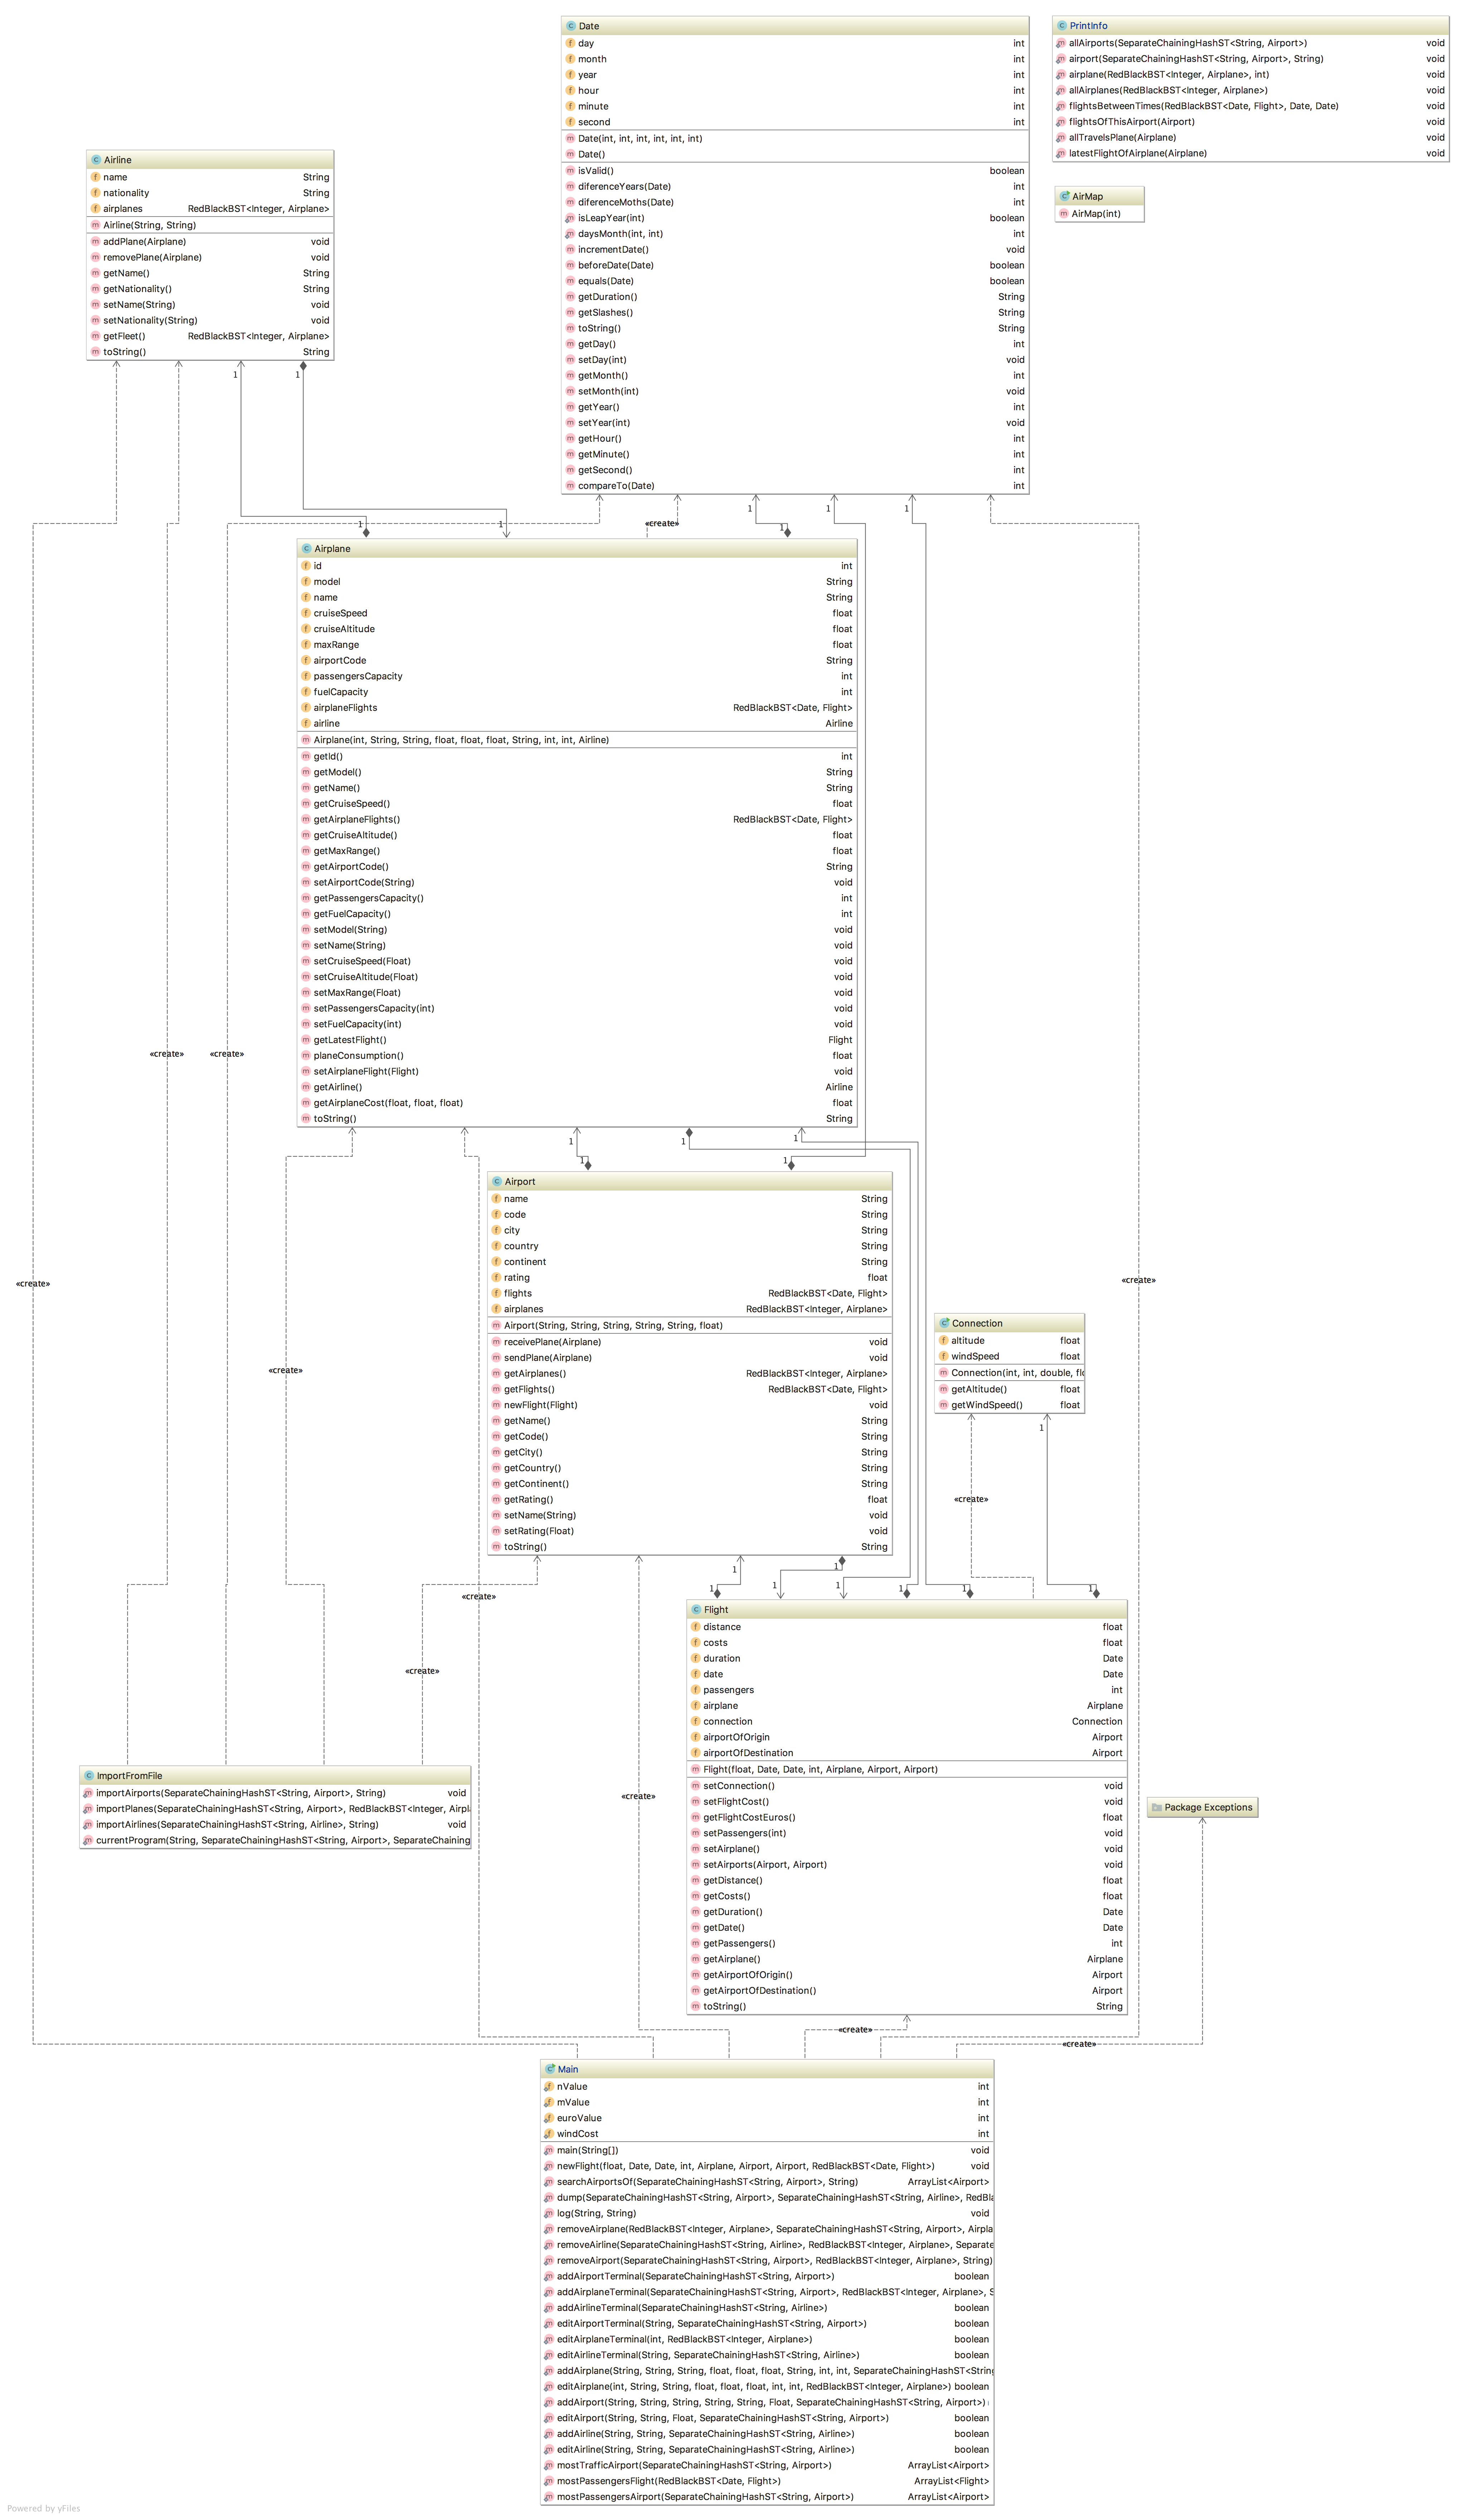 Date
day int
month int
year int
hour int
minute int
second int
Date(int, int, int, int, int, int)
Date()
isValid() boolean
diferenceYears(Date) int
diferenceMoths(Date) int
isLeapYear(int) boolean
daysMonth(int, int) int
incrementDate() void
beforeDate(Date) boolean
equals(Date) boolean
getDuration() String
getSlashes() String
toString() String
getDay() int
setDay(int) void
getMonth() int
setMonth(int) void
getYear() int
setYear(int) void
getHour() int
getMinute() int
getSecond() int
compareTo(Date) int
PrintInfo
allAirports(SeparateChainingHashST<String, Airport>) void
airport(SeparateChainingHashST<String, Airport>, String) void
airplane(RedBlackBST<Integer, Airplane>, int) void
allAirplanes(RedBlackBST<Integer, Airplane>) void
flightsBetweenTimes(RedBlackBST<Date, Flight>, Date, Date) void
flightsOfThisAirport(Airport) void
allTravelsPlane(Airplane) void
latestFlightOfAirplane(Airplane) void
AirMap
AirMap(int)
Airline
name String
nationality String
airplanes RedBlackBST<Integer, Airplane>
Airline(String, String)
addPlane(Airplane) void
removePlane(Airplane) void
getName() String
getNationality() String
setName(String) void
setNationality(String) void
getFleet() RedBlackBST<Integer, Airplane>
toString() String
1
1
1
1
1
1
1
1
«create»
Airplane
id int
model String
name String
cruiseSpeed float
cruiseAltitude float
maxRange float
airportCode String
passengersCapacity int
fuelCapacity int
airplaneFlights RedBlackBST<Date, Flight>
airline Airline
Airplane(int, String, String, float, float, float, String, int, int, Airline)
getId() int
getModel() String
getName() String
getCruiseSpeed() float
getAirplaneFlights() RedBlackBST<Date, Flight>
getCruiseAltitude() float
getMaxRange() float
getAirportCode() String
setAirportCode(String) void
getPassengersCapacity() int
getFuelCapacity() int
setModel(String) void
setName(String) void
setCruiseSpeed(Float) void
setCruiseAltitude(Float) void
setMaxRange(Float) void
setPassengersCapacity(int) void
setFuelCapacity(int) void
getLatestFlight() Flight
planeConsumption() float
setAirplaneFlight(Flight) void
getAirline() Airline
getAirplaneCost(float, float, float) float
toString() String
«create»
«create»
1
1
1
1
1
Airport
name String
code String
city String
country String
continent String
rating float
flights RedBlackBST<Date, Flight>
airplanes RedBlackBST<Integer, Airplane>
Airport(String, String, String, String, String, float)
receivePlane(Airplane) void
sendPlane(Airplane) void
getAirplanes() RedBlackBST<Integer, Airplane>
getFlights() RedBlackBST<Date, Flight>
newFlight(Flight) void
getName() String
getCode() String
getCity() String
getCountry() String
getContinent() String
getRating() float
setName(String) void
setRating(Float) void
toString() String
«create»
«create»
«create»
Connection
altitude float
windSpeed float
Connection(int, int, double, flo
getAltitude() float
getWindSpeed() float
1
«create»
«create»
«create»
1
1
1
1
1
1
1
1
Flight
distance float
costs float
duration Date
date Date
passengers int
airplane Airplane
connection Connection
airportOfOrigin Airport
airportOfDestination Airport
Flight(float, Date, Date, int, Airplane, Airport, Airport)
setConnection() void
setFlightCost() void
getFlightCostEuros() float
setPassengers(int) void
setAirplane() void
setAirports(Airport, Airport) void
getDistance() float
getCosts() float
getDuration() Date
getDate() Date
getPassengers() int
getAirplane() Airplane
getAirportOfOrigin() Airport
getAirportOfDestination() Airport
toString() String
ImportFromFile
importAirports(SeparateChainingHashST<String, Airport>, String) void
importPlanes(SeparateChainingHashST<String, Airport>, RedBlackBST<Integer, Airpl
importAirlines(SeparateChainingHashST<String, Airline>, String) void
currentProgram(String, SeparateChainingHashST<String, Airport>, SeparateChaining
«create»
Package Exceptions
«create»
«create»
Main
nValue int
mValue int
euroValue int
windCost int
main(String[]) void
newFlight(float, Date, Date, int, Airplane, Airport, Airport, RedBlackBST<Date, Flight>) void
searchAirportsOf(SeparateChainingHashST<String, Airport>, String) ArrayList<Airport>
dump(SeparateChainingHashST<String, Airport>, SeparateChainingHashST<String, Airline>, RedBla
log(String, String) void
removeAirplane(RedBlackBST<Integer, Airplane>, SeparateChainingHashST<String, Airport>, Airpla
removeAirline(SeparateChainingHashST<String, Airline>, RedBlackBST<Integer, Airplane>, Separate
removeAirport(SeparateChainingHashST<String, Airport>, RedBlackBST<Integer, Airplane>, String)
addAirportTerminal(SeparateChainingHashST<String, Airport>) boolean
addAirplaneTerminal(SeparateChainingHashST<String, Airport>, RedBlackBST<Integer, Airplane>, S
addAirlineTerminal(SeparateChainingHashST<String, Airline>) boolean
editAirportTerminal(String, SeparateChainingHashST<String, Airport>) boolean
editAirplaneTerminal(int, RedBlackBST<Integer, Airplane>) boolean
editAirlineTerminal(String, SeparateChainingHashST<String, Airline>) boolean
addAirplane(String, String, String, float, float, float, String, int, int, SeparateChainingHashST<String
editAirplane(int, String, String, float, float, float, int, int, RedBlackBST<Integer, Airplane>) boolean
addAirport(String, String, String, String, String, Float, SeparateChainingHashST<String, Airport>)
editAirport(String, String, Float, SeparateChainingHashST<String, Airport>) boolean
addAirline(String, String, SeparateChainingHashST<String, Airline>) boolean
editAirline(String, String, SeparateChainingHashST<String, Airline>) boolean
mostTrafficAirport(SeparateChainingHashST<String, Airport>) ArrayList<Airport>
mostPassengersFlight(RedBlackBST<Date, Flight>) ArrayList<Flight>
mostPassengersAirport(SeparateChainingHashST<String, Airport>) ArrayList<Airport>
Powered by yFiles